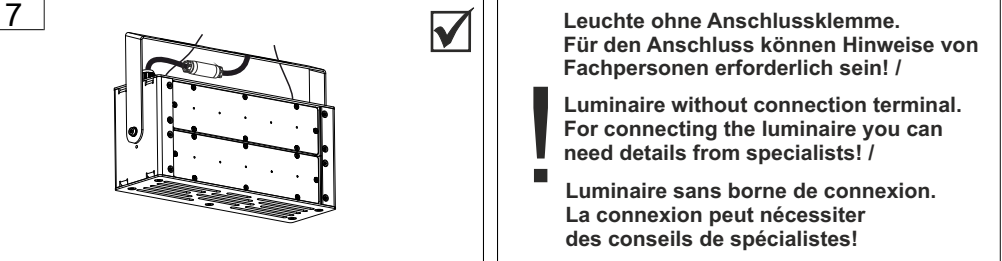 7
Leuchte ohne Anschlussklemme.
Für den Anschluss können Hinweise von
Fachpersonen erforderlich sein! /
!
Luminaire without connection terminal.
For connecting the luminaire you can
need details from specialists! /
Luminaire sans borne de connexion.
La connexion peut nécessiter
des conseils de spécialistes!